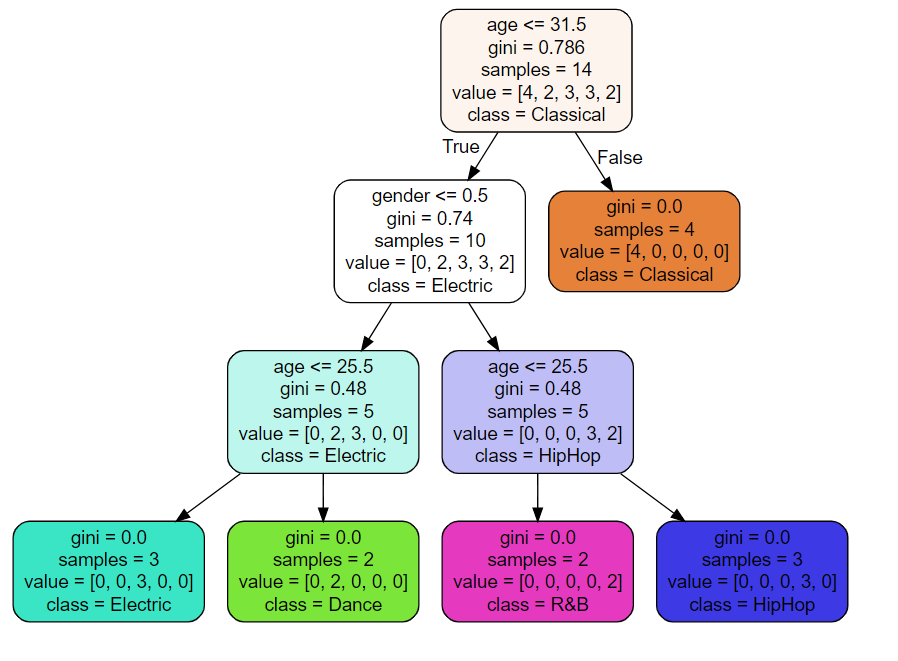 age <= 31.5
gini = 0.786
samples = 14
value = [4, 2, 3, 3, 2]
class = Classical
True
False
gender <= 0.5
gini = 0.74
samples = 10
value = [0, 2, 3, 3, 2]
class = Electric
gini = 0.0
samples = 4
value = [4, 0, 0, 0, 0]
class = Classical
age <= 25.5
gini = 0.48
samples = 5
value = [0, 2, 3, 0, 0]
class = Electric
age <= 25.5
gini = 0.48
samples = 5
value = [0, 0, 0, 3, 2]
class = HipHop
gini = 0.0
samples = 3
value = [0, 0, 3, 0, 0]
class = Electric
gini = 0.0
samples = 2
value = [0, 2, 0, 0, 0]
class = Dance
gini = 0.0
samples = 2
value = [0, 0, 0, 0, 2]
class = R&B
gini = 0.0
samples = 3
value = [0, 0, 0, 3, 0]
class = HipHop